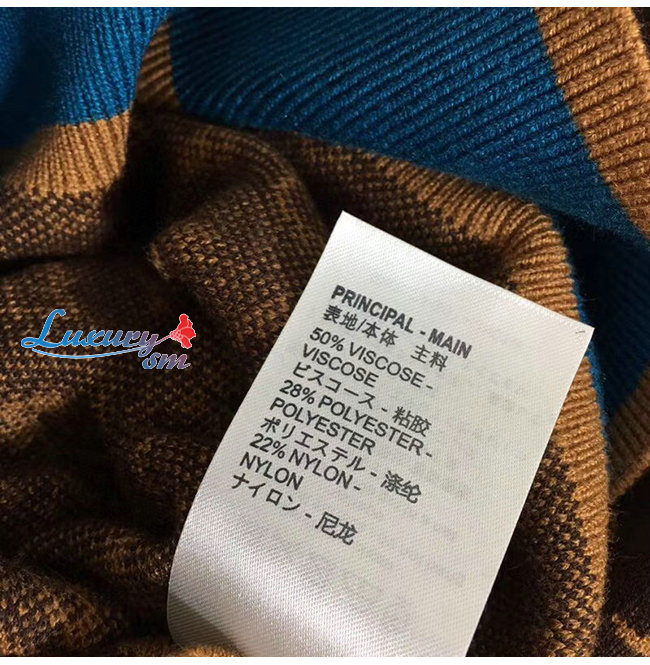 PRINCIPAL - MAIN
表地/本体 主料
50% VISCOSE -
VISCOSE
ビスコース - 粘胶
28% POLYESTER -
POLYESTER
ポリエステル - 涤纶
22% NYLON -
NYLON
ナイロン - 尼龙
Luxury
sm